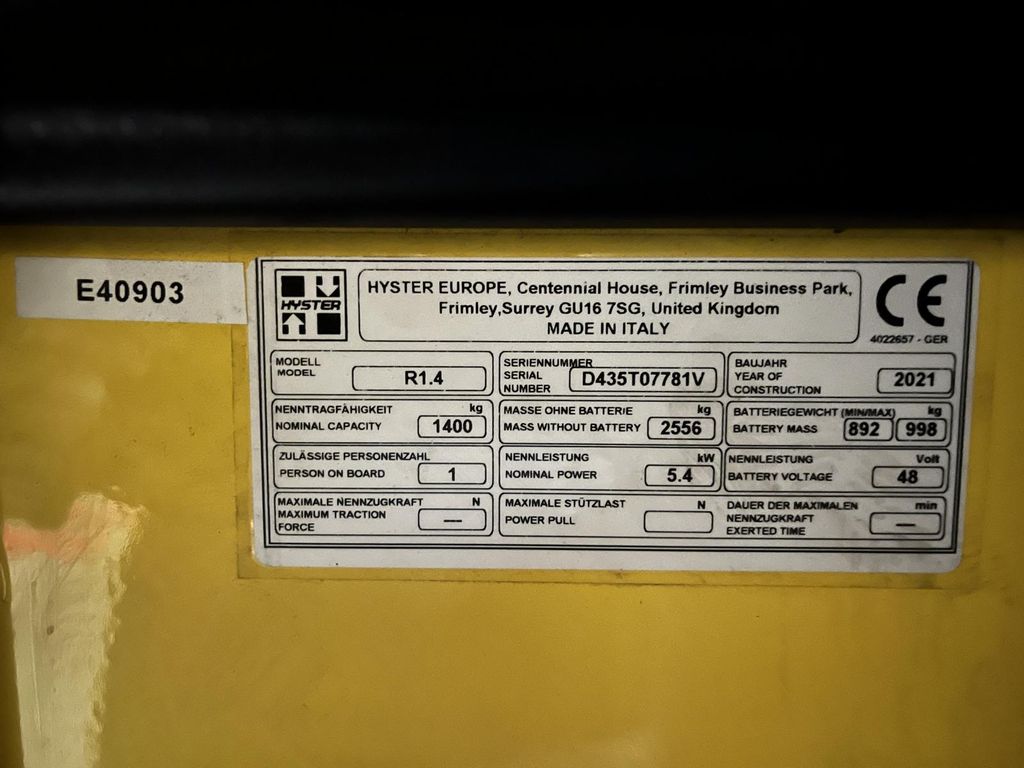 E40903
HYSTER
HYSTER EUROPE, Centennial House, Frimley Business Park,
Frimley,Surrey GU16 7SG, United Kingdom
MADE IN ITALY
CE
4022657 - GER
MODELL
MODEL
R1.4
SERIENNUMMER
SERIAL
NUMBER
D435T07781V
BAUJAHR
YEAR OF
CONSTRUCTION
2021
NENNTRAGFÄHIGKEIT kg
NOMINAL CAPACITY 1400
MASSE OHNE BATTERIE kg
MASS WITHOUT BATTERY 2556
BATTERIEGEWICHT (MIN/MAX) kg
BATTERY MASS 892 998
ZULÄSSIGE PERSONENZAHL
PERSON ON BOARD 1
NENNLEISTUNG kW
NOMINAL POWER 5.4
NENNLEISTUNG Volt
BATTERY VOLTAGE 48
MAXIMALE NENNZUGKRAFT N
MAXIMUM TRACTION
FORCE
---
MAXIMALE STÜTZLAST N
POWER PULL
DAUER DER MAXIMALEN min
NENNZUGKRAFT
EXERTED TIME
---